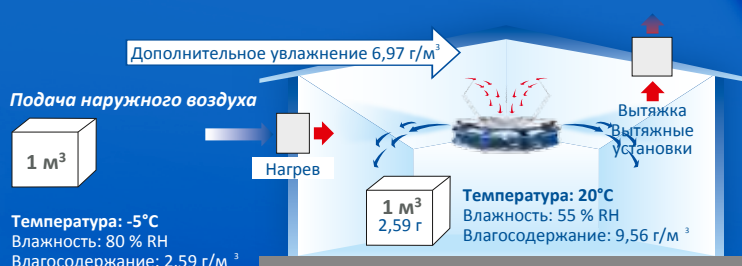 Дополнительное увлажнение 6,97 г/м³
Подача наружного воздуха
1 м³
Нагрев
Вытяжка
Вытяжные
установки
1 м³
2,59 г
Температура: 20°C
Влажность: 55 % RH
Влагосодержание: 9,56 г/м ³
Температура: -5°C
Влажность: 80 % RH
Влагосодержание: 2,59 г/м ³